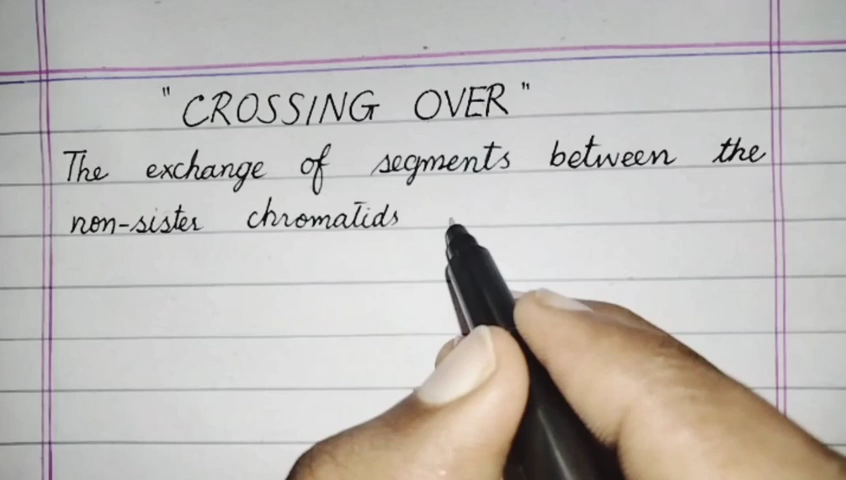 " CROSSING OVER "
The exchange of segments between the
non-sister chromatids